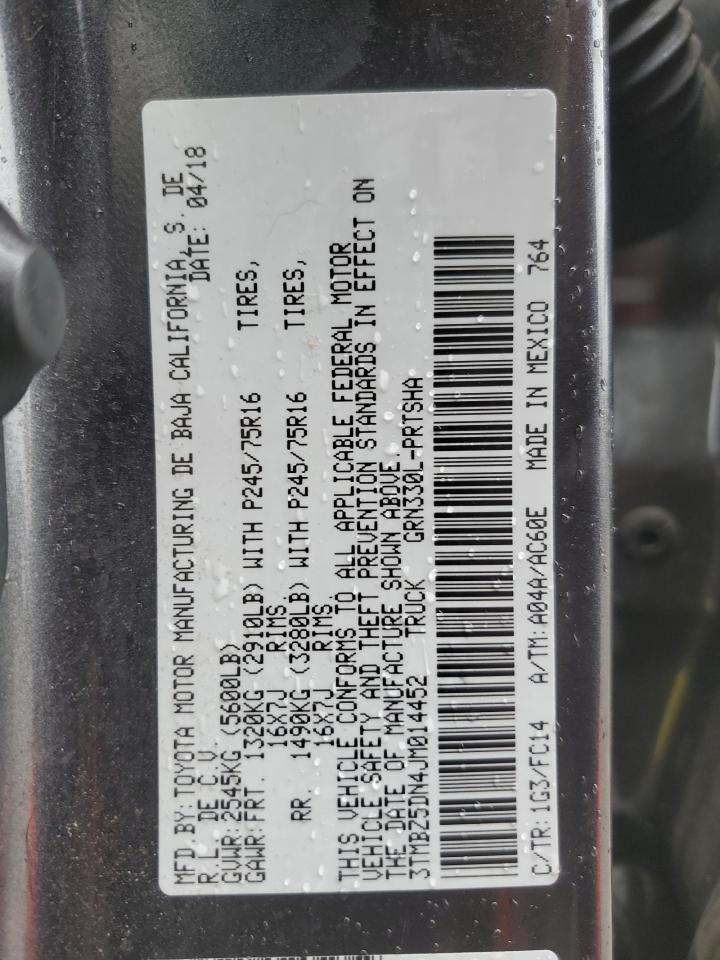 MFD.BY:TOYOTA MOTOR MANUFACTURING DE BAJA CALIFORNIA,S. DE
R.L. DE C.V. DATE: 04/18
GVWR:2545KG (5600LB)
GAWR:FRT. 1320KG (2910LB) WITH P245/75R16 TIRES,
16X7J RIMS.
RR. 1490KG (3280LB) WITH P245/75R16 TIRES,
16X7J RIMS.
THIS VEHICLE CONFORMS TO ALL APPLICABLE FEDERAL MOTOR
VEHICLE SAFETY AND THEFT PREVENTION STANDARDS IN EFFECT ON
THE DATE OF MANUFACTURE SHOWN ABOVE.
3TMBZ5DN4JM014452 TRUCK GRN330L-PRTSHA
C/TR:1G3/FC14 A/TM:A04A/AC60E MADE IN MEXICO 764